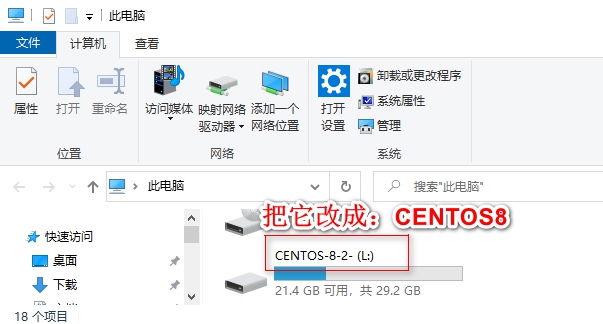 此电脑
文件 计算机 查看
属性 打开 重命名 访问媒体 映射网络驱动器 添加一个网络位置 打开设置 卸载或更改程序
系统属性
管理
位置 网络 系统
此电脑 搜索"此电脑"
把它改成：CENTOS8
快速访问
桌面
下载
CENTOS-8-2- (L:)
21.4 GB 可用，共 29.2 GB
18 个项目